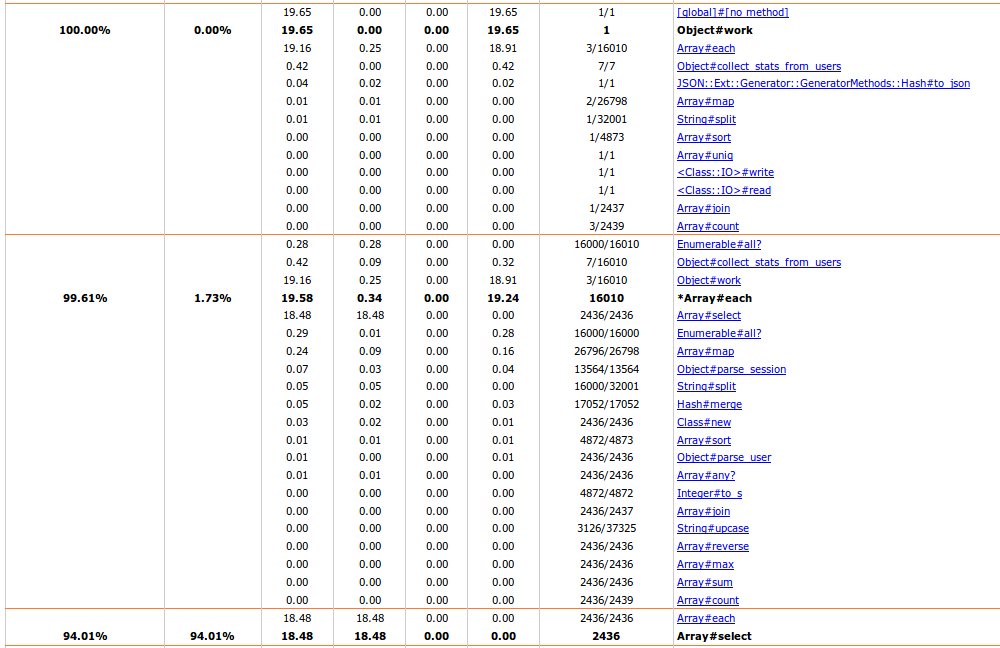 19.65 0.00 0.00 19.65 1/1 [global]#[no method]
100.00% 0.00% 19.65 0.00 0.00 19.65 1 Object#work
19.16 0.25 0.00 18.91 3/16010 Array#each
0.42 0.00 0.00 0.42 7/7 Object#collect_stats_from_users
0.04 0.02 0.00 0.02 1/1 JSON::Ext::Generator::GeneratorMethods::Hash#to_json
0.01 0.01 0.00 0.00 2/26798 Array#map
0.01 0.01 0.00 0.00 1/32001 String#split
0.00 0.00 0.00 0.00 1/4873 Array#sort
0.00 0.00 0.00 0.00 1/1 Array#uniq
0.00 0.00 0.00 0.00 1/1 <Class::IO>#write
0.00 0.00 0.00 0.00 1/1 <Class::IO>#read
0.00 0.00 0.00 0.00 1/2437 Array#join
0.00 0.00 0.00 0.00 3/2439 Array#count
0.28 0.28 0.00 0.00 16000/16010 Enumerable#all?
0.42 0.09 0.00 0.32 7/16010 Object#collect_stats_from_users
19.16 0.25 0.00 18.91 3/16010 Object#work
99.61% 1.73% 19.58 0.34 0.00 19.24 16010 *Array#each
18.48 18.48 0.00 0.00 2436/2436 Array#select
0.29 0.01 0.00 0.28 16000/16000 Enumerable#all?
0.24 0.09 0.00 0.16 26796/26798 Array#map
0.07 0.03 0.00 0.04 13564/13564 Object#parse_session
0.05 0.05 0.00 0.00 16000/32001 String#split
0.05 0.02 0.00 0.03 17052/17052 Hash#merge
0.03 0.02 0.00 0.01 2436/2436 Class#new
0.01 0.01 0.00 0.01 4872/4873 Array#sort
0.01 0.00 0.00 0.01 2436/2436 Object#parse_user
0.01 0.01 0.00 0.00 2436/2436 Array#any?
0.00 0.00 0.00 0.00 4872/4872 Integer#to_s
0.00 0.00 0.00 0.00 2436/2437 Array#join
0.00 0.00 0.00 0.00 3126/37325 String#upcase
0.00 0.00 0.00 0.00 2436/2436 Array#reverse
0.00 0.00 0.00 0.00 2436/2436 Array#max
0.00 0.00 0.00 0.00 2436/2436 Array#sum
0.00 0.00 0.00 0.00 2436/2439 Array#count
18.48 18.48 0.00 0.00 2436/2436 Array#each
94.01% 94.01% 18.48 18.48 0.00 0.00 2436 Array#select